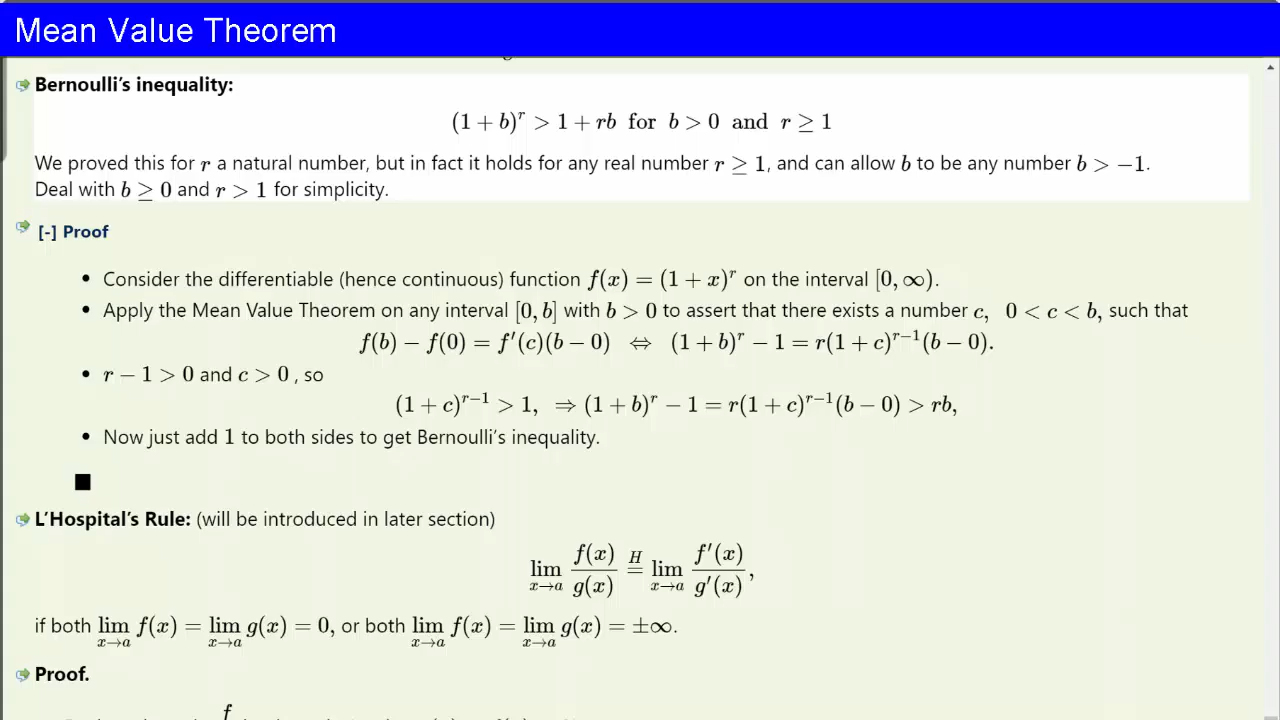 Mean Value Theorem
Bernoulli’s inequality:
(1 + b)^r > 1 + rb for b > 0 and r ≥ 1
We proved this for r a natural number, but in fact it holds for any real number r ≥ 1, and can allow b to be any number b > −1.
Deal with b ≥ 0 and r > 1 for simplicity.
[-] Proof
• Consider the differentiable (hence continuous) function f(x) = (1 + x)^r on the interval [0, ∞).
• Apply the Mean Value Theorem on any interval [0, b] with b > 0 to assert that there exists a number c, 0 < c < b, such that
f(b) − f(0) = f′(c)(b − 0) ⇔ (1 + b)^r − 1 = r(1 + c)^{r−1}(b − 0).
• r − 1 > 0 and c > 0 , so
(1 + c)^{r−1} > 1, ⇒ (1 + b)^r − 1 = r(1 + c)^{r−1}(b − 0) > rb,
• Now just add 1 to both sides to get Bernoulli’s inequality.
■
L’Hospital’s Rule: (will be introduced in later section)
lim_{x→a} f(x)/g(x) =^H lim_{x→a} f′(x)/g′(x),
if both lim_{x→a} f(x) = lim_{x→a} g(x) = 0, or both lim_{x→a} f(x) = lim_{x→a} g(x) = ±∞.
Proof.
f